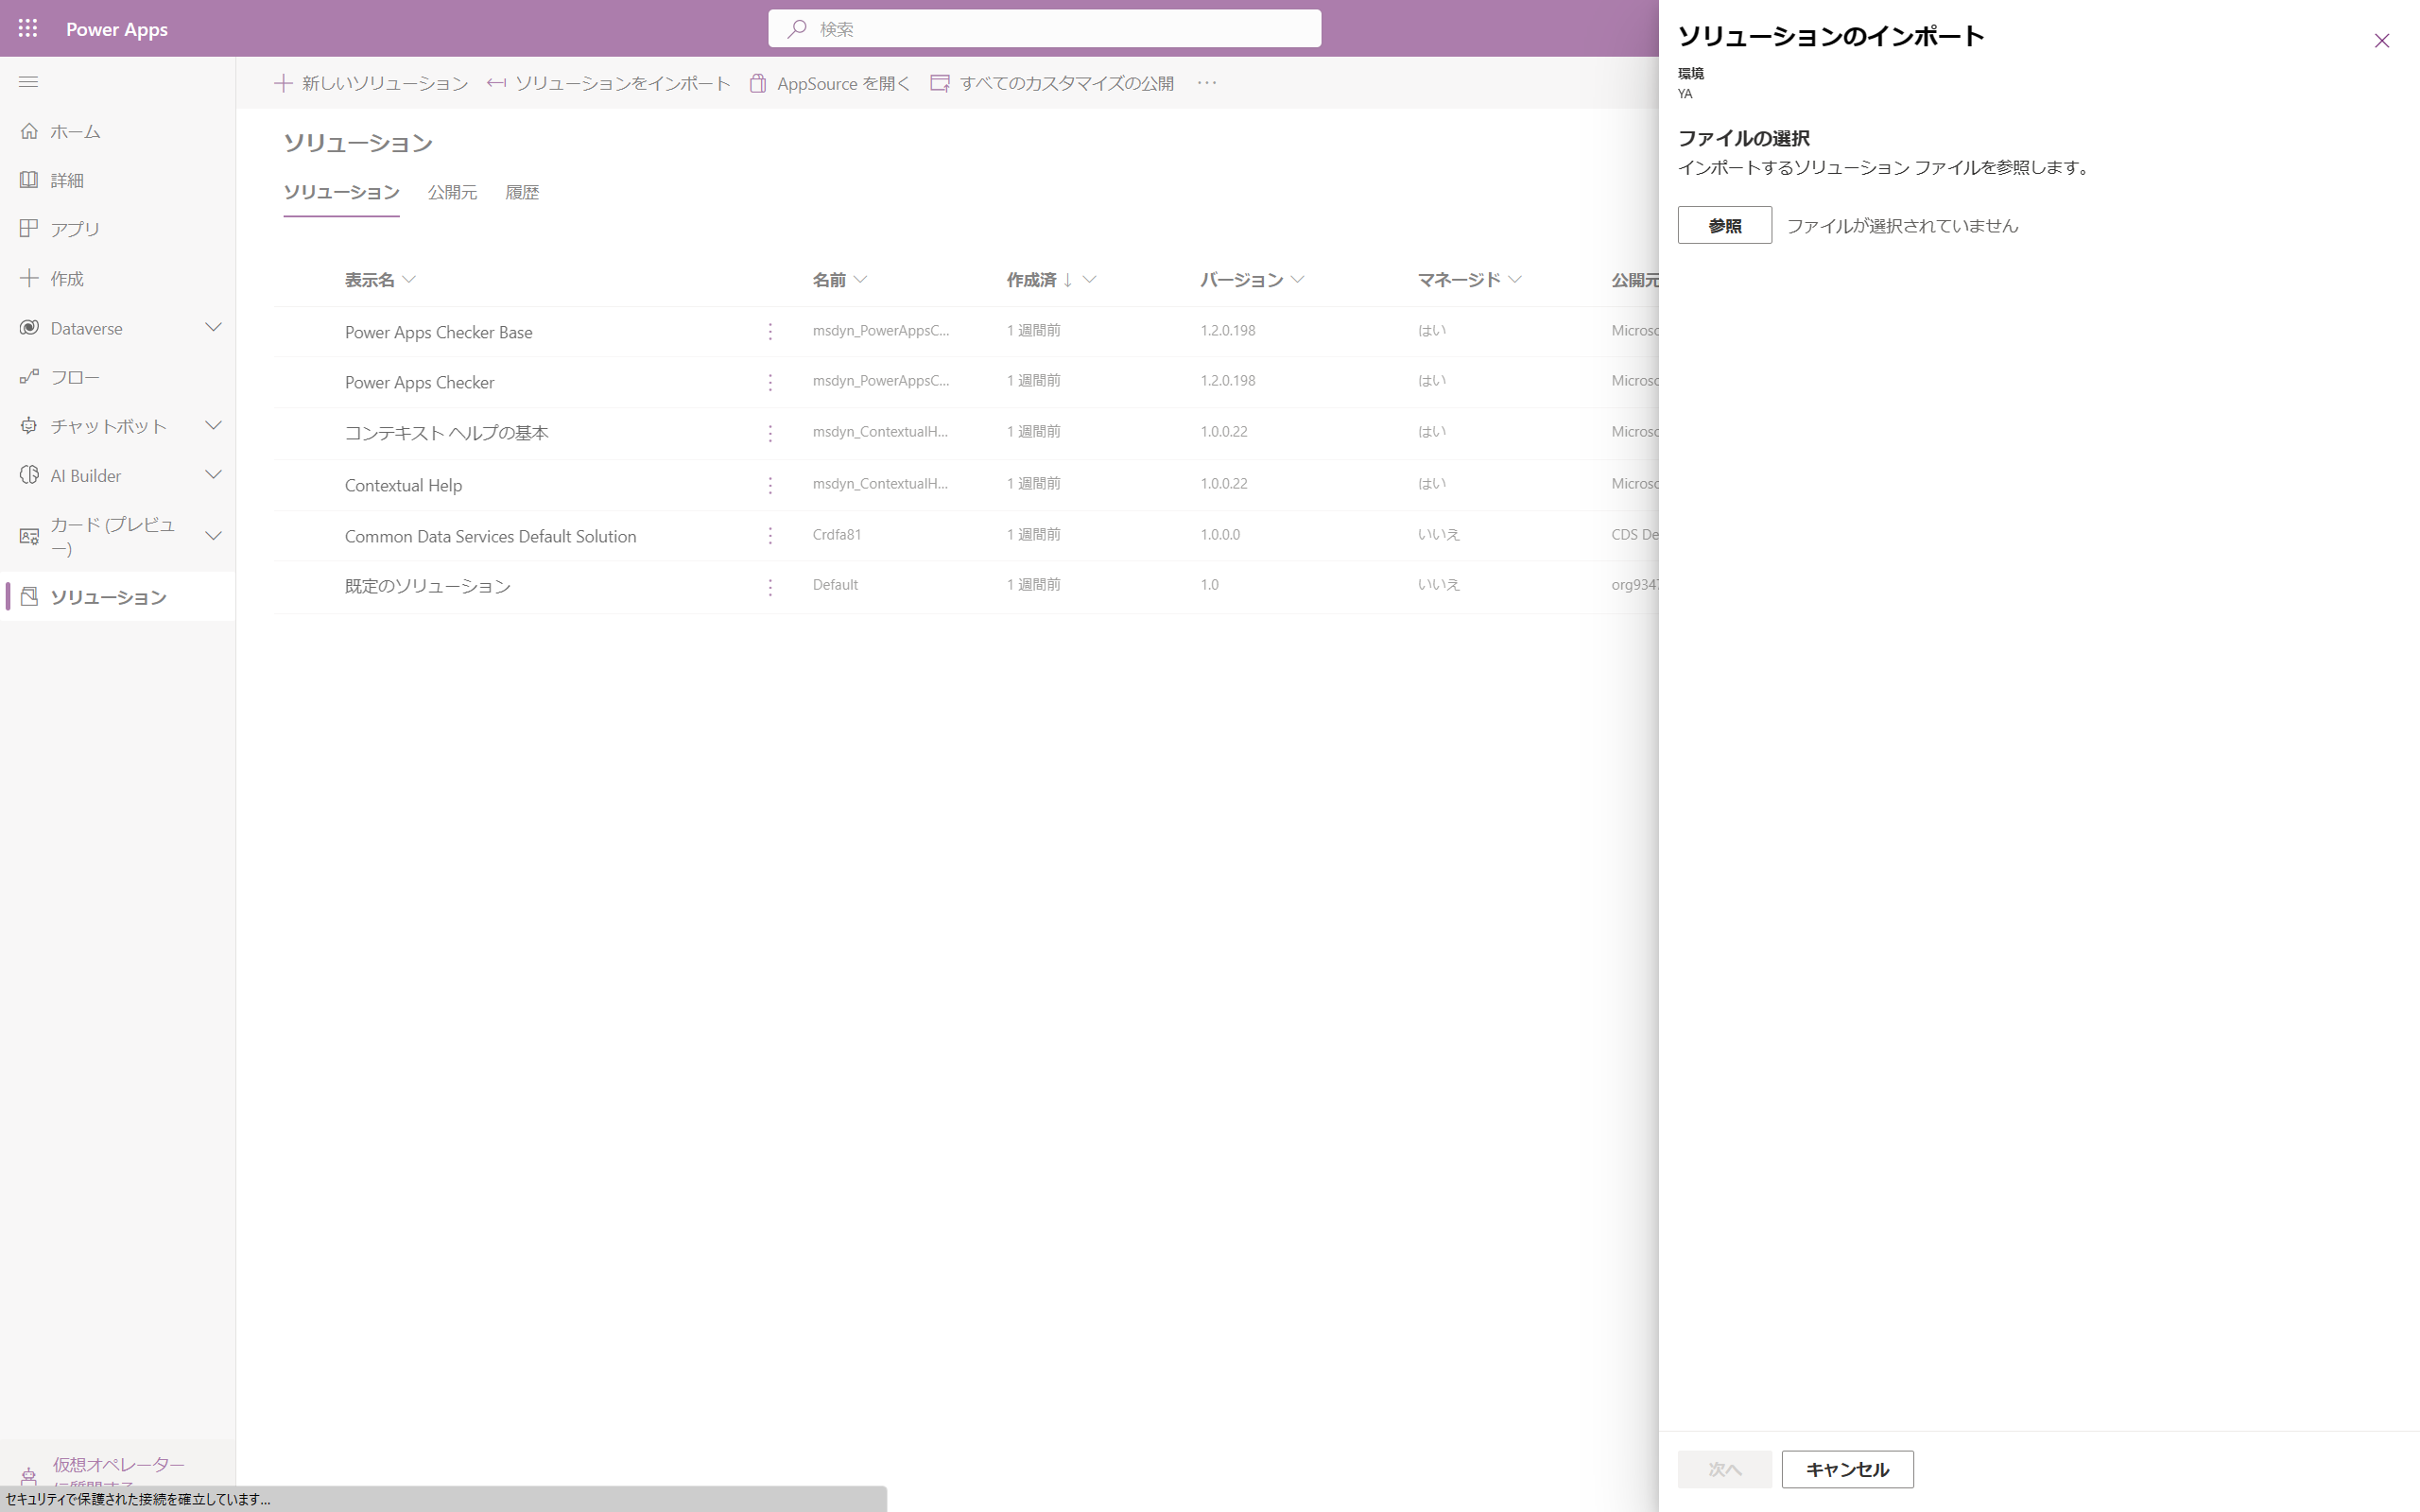 Power Apps
検索
新しいソリューション
ソリューションをインポート
AppSource を開く
すべてのカスタマイズの公開
ホーム
詳細
アプリ
作成
Dataverse
フロー
チャットボット
AI Builder
カード (プレビュ
ー)
ソリューション
ソリューション
ソリューション 公開元 履歴
表示名 名前 作成済 バージョン マネージド 公開元
Power Apps Checker Base msdyn_PowerAppsC... 1 週間前 1.2.0.198 はい Microsc
Power Apps Checker msdyn_PowerAppsC... 1 週間前 1.2.0.198 はい Microsc
コンテキスト ヘルプの基本 msdyn_ContextualH... 1 週間前 1.0.0.22 はい Microsc
Contextual Help msdyn_ContextualH... 1 週間前 1.0.0.22 はい Microsc
Common Data Services Default Solution Crdfa81 1 週間前 1.0.0.0 いいえ CDS De
既定のソリューション Default 1 週間前 1.0 いいえ org934
仮想オペレーター
に質問する
セキュリティで保護された接続を確立しています...
ソリューションのインポート
環境
YA
ファイルの選択
インポートするソリューション ファイルを参照します。
参照 ファイルが選択されていません
次へ キャンセル